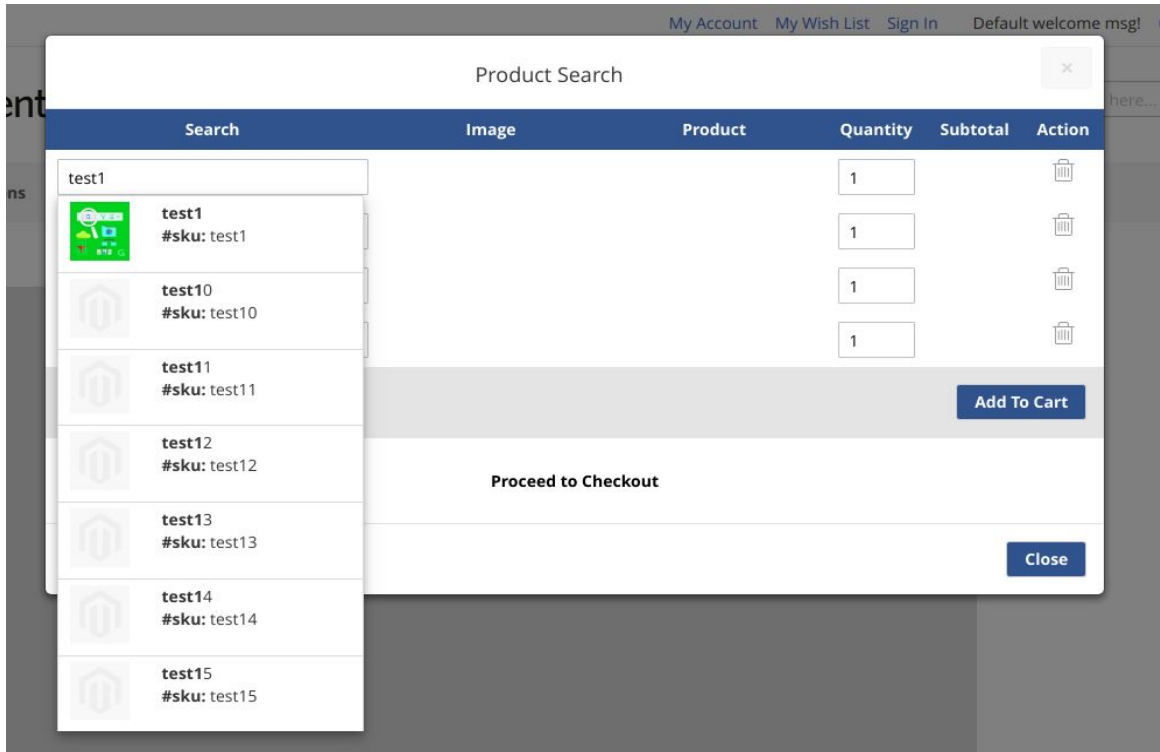 My Account My Wish List Sign In Default welcome msg!
Product Search
×
ent
here...
Search Image Product Quantity Subtotal Action
test1
1
ns
test1
#sku: test1
1
test10
#sku: test10
1
test11
#sku: test11
1
Add To Cart
test12
#sku: test12
Proceed to Checkout
test13
#sku: test13
Close
test14
#sku: test14
test15
#sku: test15